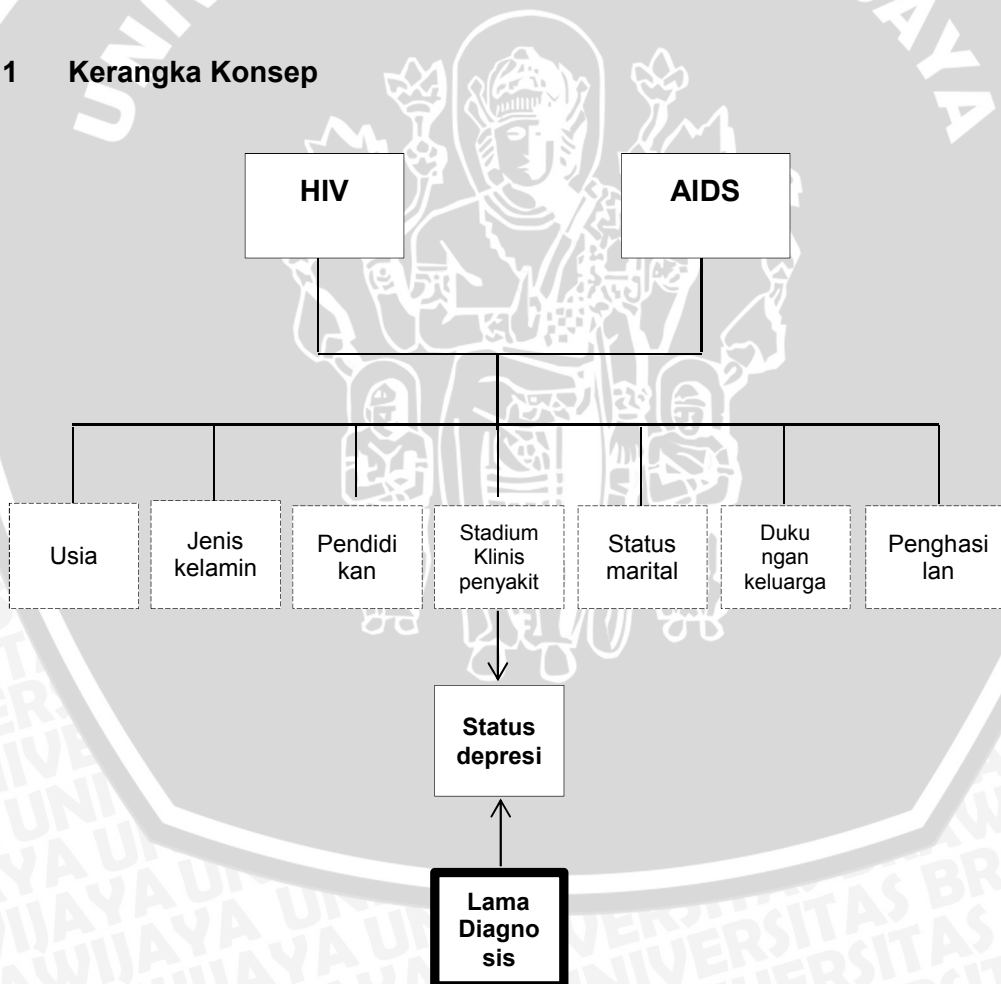 1 Kerangka Konsep
HIV
AIDS
Usia
Jenis
kelamin
Pendidi
kan
Stadium
Klinis
penyakit
Status
marital
Duku
ngan
keluarga
Penghasi
lan
Status
depresi
Lama
Diagno
sis